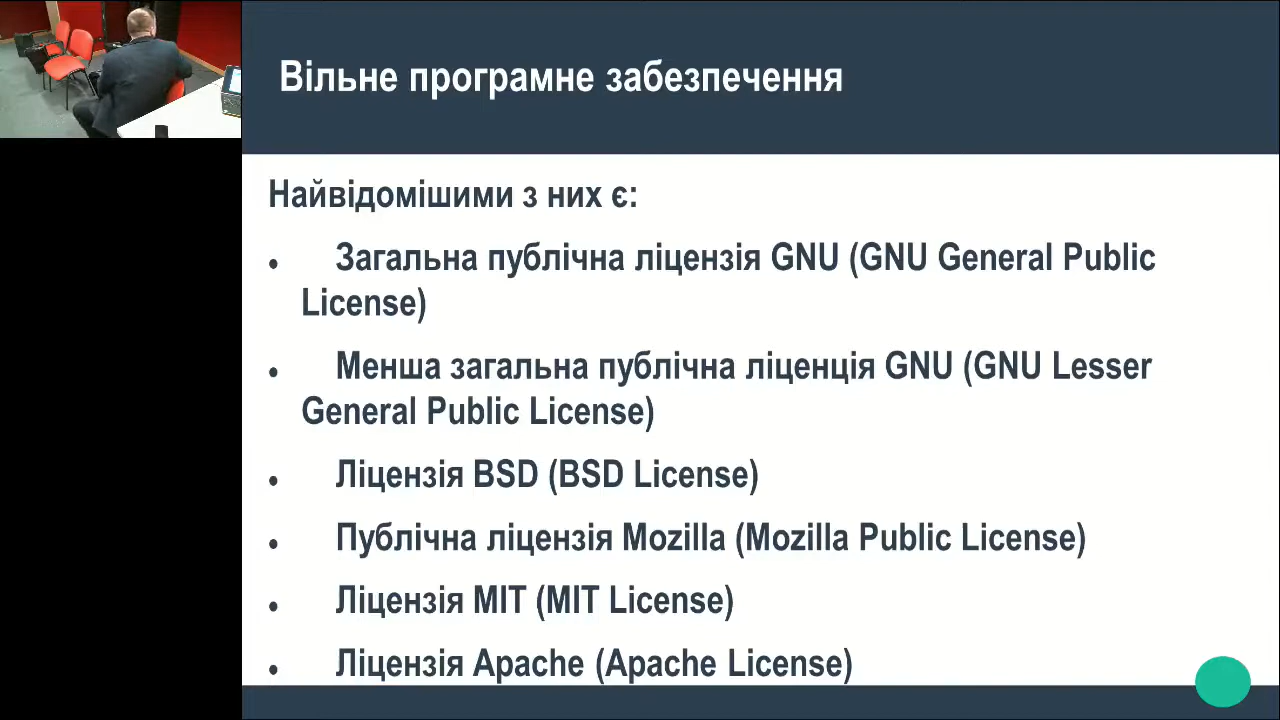 Вільне програмне забезпечення
Найвідомішими з них є:
• Загальна публічна ліцензія GNU (GNU General Public
License)
• Менша загальна публічна ліценція GNU (GNU Lesser
General Public License)
• Ліцензія BSD (BSD License)
• Публічна ліцензія Mozilla (Mozilla Public License)
• Ліцензія MIT (MIT License)
• Ліцензія Apache (Apache License)